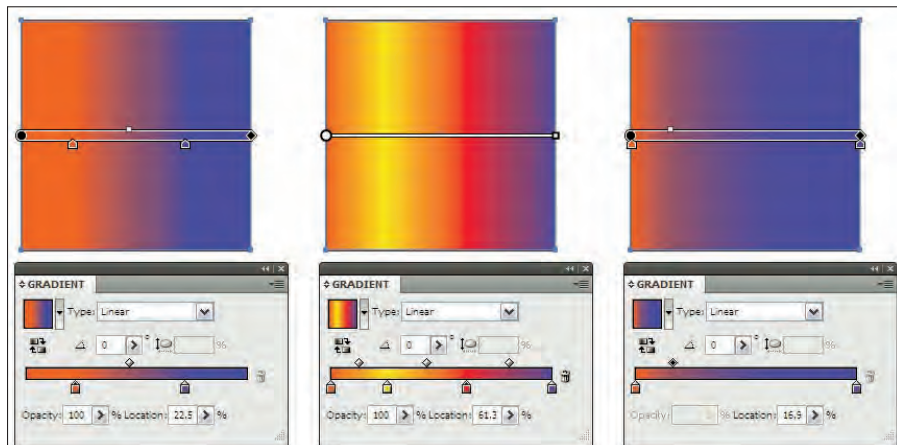 GRADIENT
Type: Linear
0 ° %
Opacity: 100 % Location: 22.5 %
GRADIENT
Type: Linear
0 ° %
Opacity: 100 % Location: 61.3 %
GRADIENT
Type: Linear
0 ° %
Opacity: % Location: 16.9 %